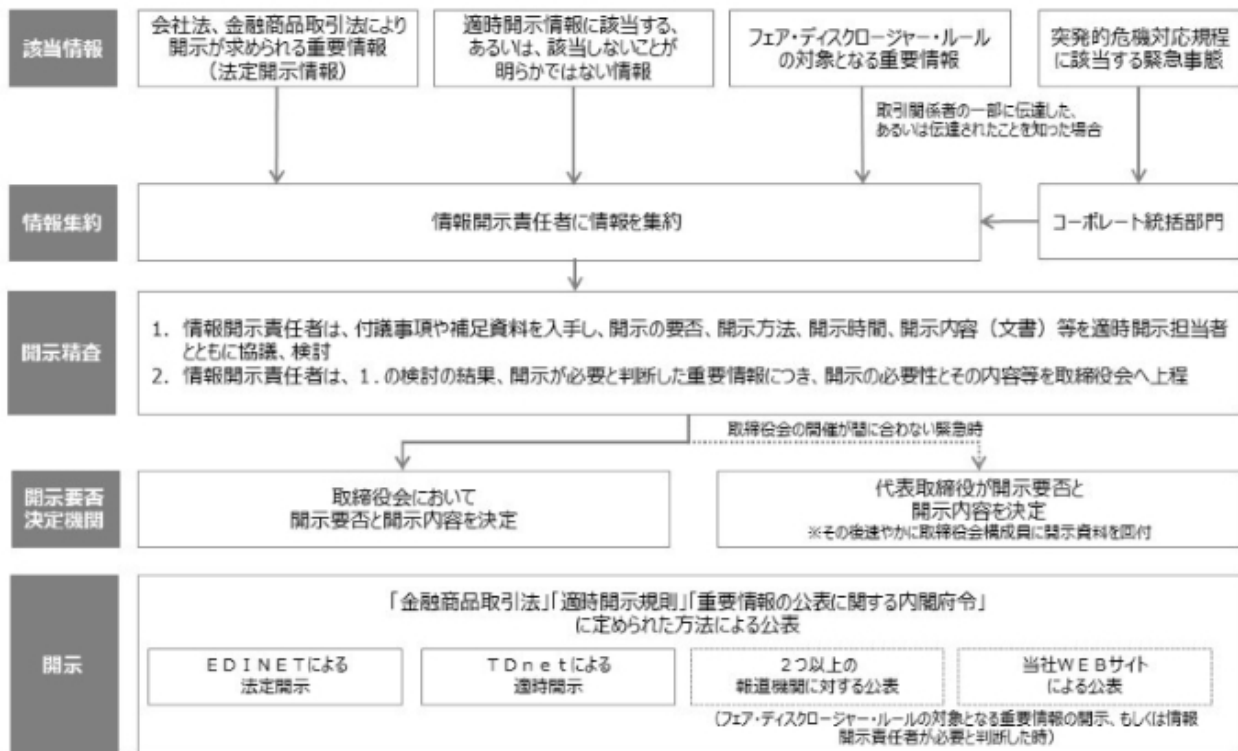 該当情報
会社法、金融商品取引法により
開示が求められる重要情報
（法定開示情報）
適時開示情報に該当する、
あるいは、該当しないことが
明らかではない情報
フェア・ディスクロージャー・ルール
の対象となる重要情報
突発的危機対応規程
に該当する緊急事態
取引関係者の一部に伝達した、
あるいは伝達されたことを知った場合
情報集約
情報開示責任者に情報を集約
コーポレート統括部門
開示精査
1. 情報開示責任者は、付議事項や補足資料を入手し、開示の要否、開示方法、開示時間、開示内容（文書）等を適時開示担当者
とともに協議、検討
2. 情報開示責任者は、１．の検討の結果、開示が必要と判断した重要情報につき、開示の必要性とその内容等を取締役会へ上程
取締役会の開催が間に合わない緊急時
開示要否
決定機関
取締役会において
開示要否と開示内容を決定
代表取締役が開示要否と
開示内容を決定
※その後速やかに取締役会構成員に開示資料を回付
開示
「金融商品取引法」「適時開示規則」「重要情報の公表に関する内閣府令」
に定められた方法による公表
ＥＤＩＮＥＴによる
法定開示
ＴＤｎｅｔによる
適時開示
２つ以上の
報道機関に対する公表
当社ＷＥＢサイト
による公表
（フェア・ディスクロージャー・ルールの対象となる重要情報の開示、もしくは情報
開示責任者が必要と判断した時）